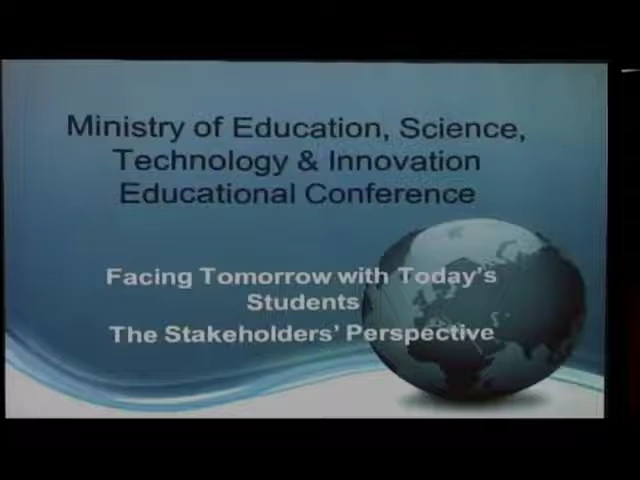 Ministry of Education, Science,
Technology & Innovation
Educational Conference
Facing Tomorrow with Today's
Students
The Stakeholders' Perspective